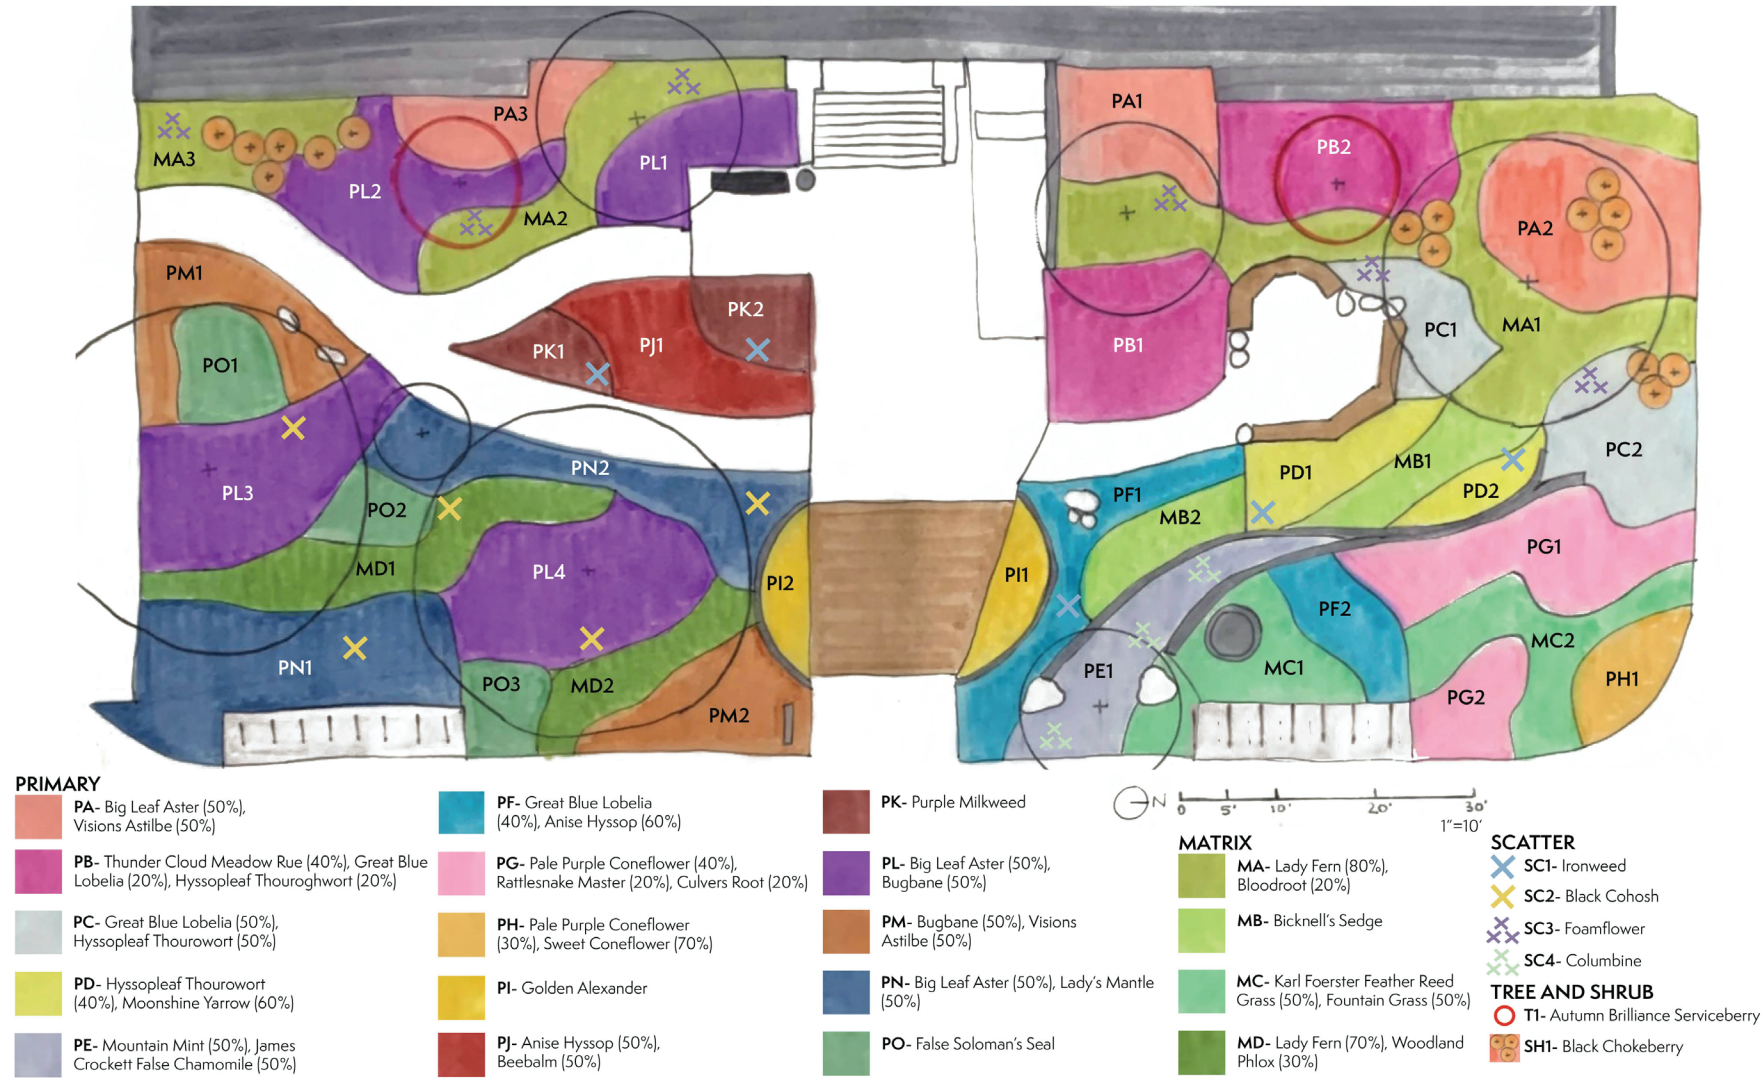 PA3
MA3
PL2
MA2
PL1
PA1
PB2
PA2
PM1
PO1
PK1
PJ1
PK2
PB1
PC1
MA1
PL3
PO2
PN2
MD1
PL4
PI2
PN1
PO3
MD2
PM2
PI1
PF1
MB2
PD1
MB1
PD2
PC2
PG1
PF2
MC2
PE1
MC1
PG2
PH1
N
0 5' 10' 20' 30'
1"=10'
PRIMARY
PA- Big Leaf Aster (50%),
Visions Astilbe (50%)
PB- Thunder Cloud Meadow Rue (40%), Great Blue
Lobelia (20%), Hyssopleaf Thouroghwort (20%)
PC- Great Blue Lobelia (50%),
Hyssopleaf Thourowort (50%)
PD- Hyssopleaf Thourowort
(40%), Moonshine Yarrow (60%)
PE- Mountain Mint (50%), James
Crockett False Chamomile (50%)
PF- Great Blue Lobelia
(40%), Anise Hyssop (60%)
PG- Pale Purple Coneflower (40%),
Rattlesnake Master (20%), Culvers Root (20%)
PH- Pale Purple Coneflower
(30%), Sweet Coneflower (70%)
PI- Golden Alexander
PJ- Anise Hyssop (50%),
Beebalm (50%)
PK- Purple Milkweed
PL- Big Leaf Aster (50%),
Bugbane (50%)
PM- Bugbane (50%), Visions
Astilbe (50%)
PN- Big Leaf Aster (50%), Lady's Mantle
(50%)
PO- False Soloman's Seal
MATRIX
MA- Lady Fern (80%),
Bloodroot (20%)
MB- Bicknell's Sedge
MC- Karl Foerster Feather Reed
Grass (50%), Fountain Grass (50%)
MD- Lady Fern (70%), Woodland
Phlox (30%)
SCATTER
SC1- Ironweed
SC2- Black Cohosh
SC3- Foamflower
SC4- Columbine
TREE AND SHRUB
T1- Autumn Brilliance Serviceberry
SH1- Black Chokeberry